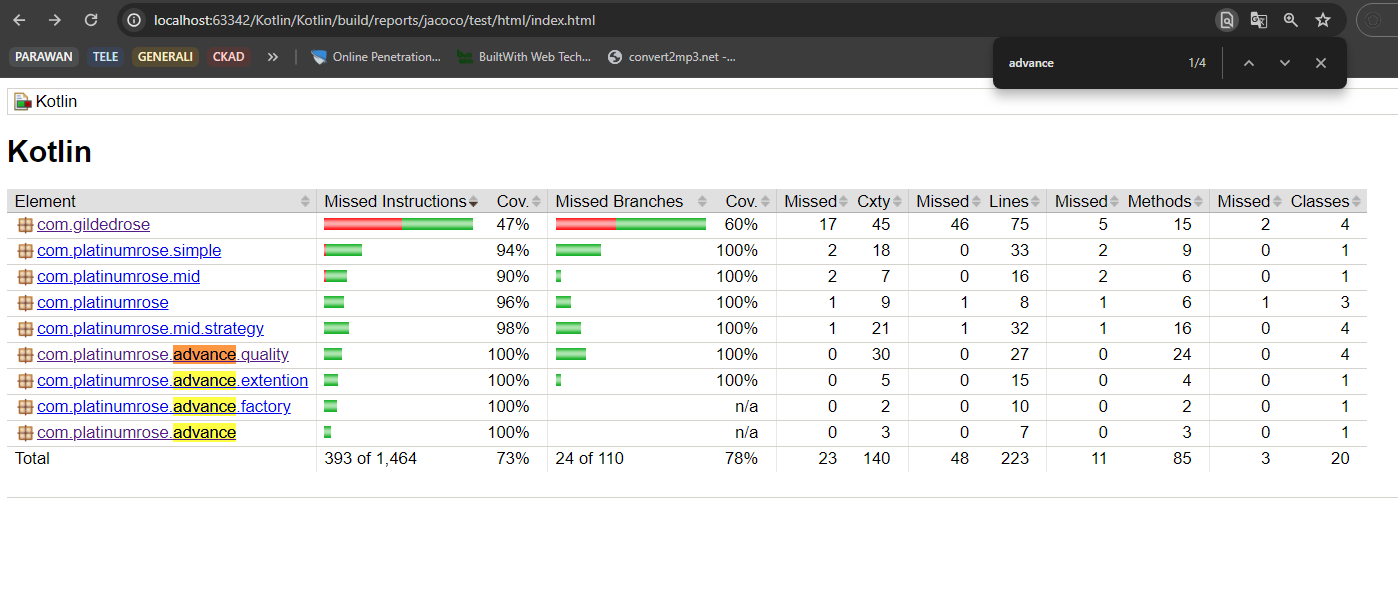 localhost:63342/Kotlin/Kotlin/build/reports/jacoco/test/html/index.html
PARAWAN TELE GENERALI CKAD Online Penetration... BuiltWith Web Tech... convert2mp3.net -...
advance 1/4
Kotlin
Kotlin
Element Missed Instructions Cov. Missed Branches Cov. Missed Cxty Missed Lines Missed Methods Missed Classes
com.gildedrose 47% 60% 17 45 46 75 5 15 2 4
com.platinumrose.simple 94% 100% 2 18 0 33 2 9 0 1
com.platinumrose.mid 90% 100% 2 7 0 16 2 6 0 1
com.platinumrose 96% 100% 1 9 1 8 1 6 1 3
com.platinumrose.mid.strategy 98% 100% 1 21 1 32 1 16 0 4
com.platinumrose.advance.quality 100% 100% 0 30 0 27 0 24 0 4
com.platinumrose.advance.extention 100% 100% 0 5 0 15 0 4 0 1
com.platinumrose.advance.factory 100% n/a 0 2 0 10 0 2 0 1
com.platinumrose.advance 100% n/a 0 3 0 7 0 3 0 1
Total 393 of 1,464 73% 24 of 110 78% 23 140 48 223 11 85 3 20